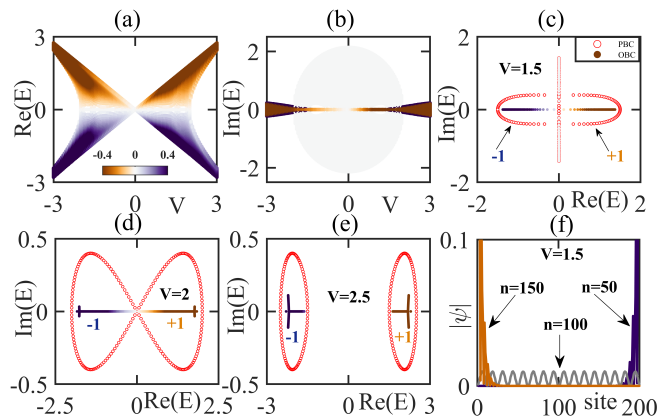 (a) (b) (c)
3 0 -3
Re(E)
-3 0 V 3
-0.4 0 0.4
2 0 -2
Im(E)
-3 0 V 3
2 0 -2
Im(E)
PBC
OBC
V=1.5
-1 +1
-2 0 Re(E) 2
(d) (e) (f)
0.5 0 -0.5
Im(E)
V=2
-1 +1
-2.5 0 Re(E) 2.5
0.5 0 -0.5
Im(E)
V=2.5
-1 +1
-3 0 Re(E) 3
0.1 0
|ψ|
V=1.5
n=150 n=50
n=100
0 100 site 200